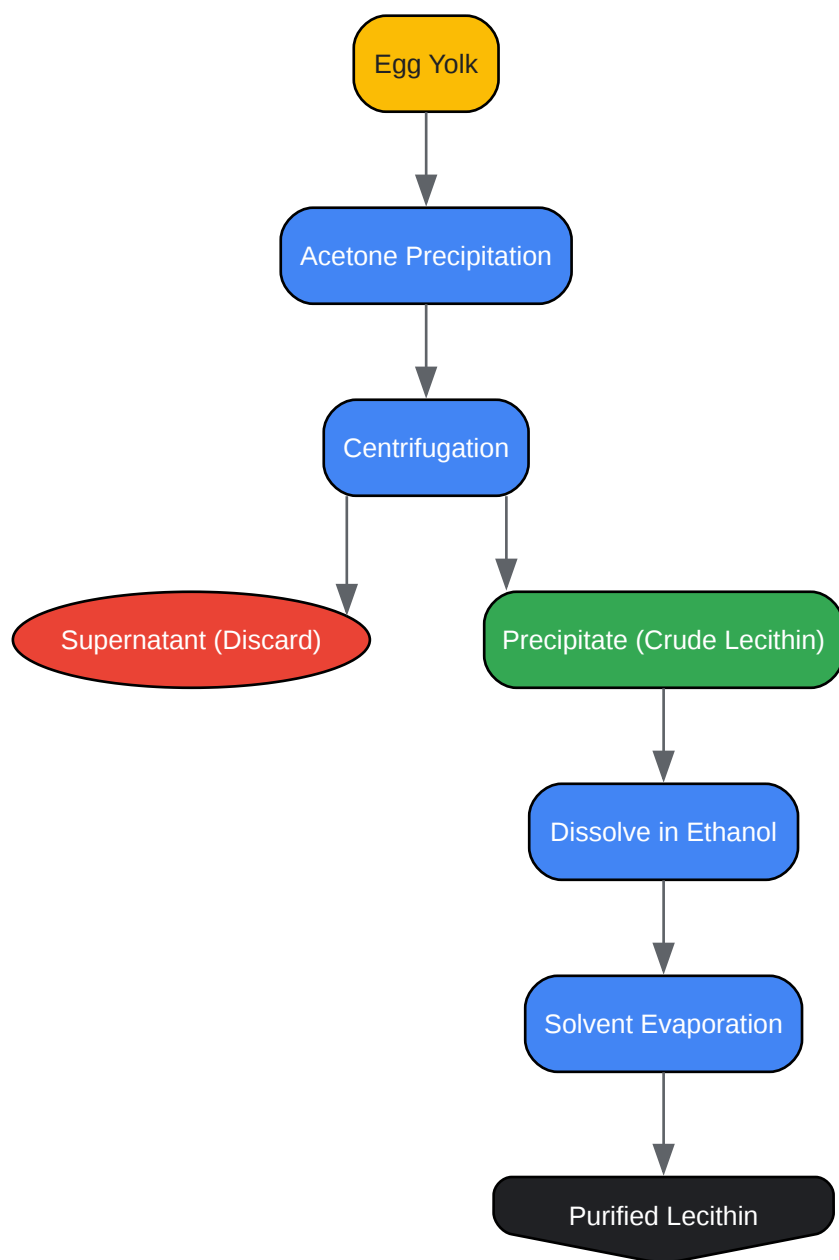 Egg Yolk
Acetone Precipitation
Centrifugation
Supernatant (Discard)
Precipitate (Crude Lecithin)
Dissolve in Ethanol
Solvent Evaporation
Purified Lecithin